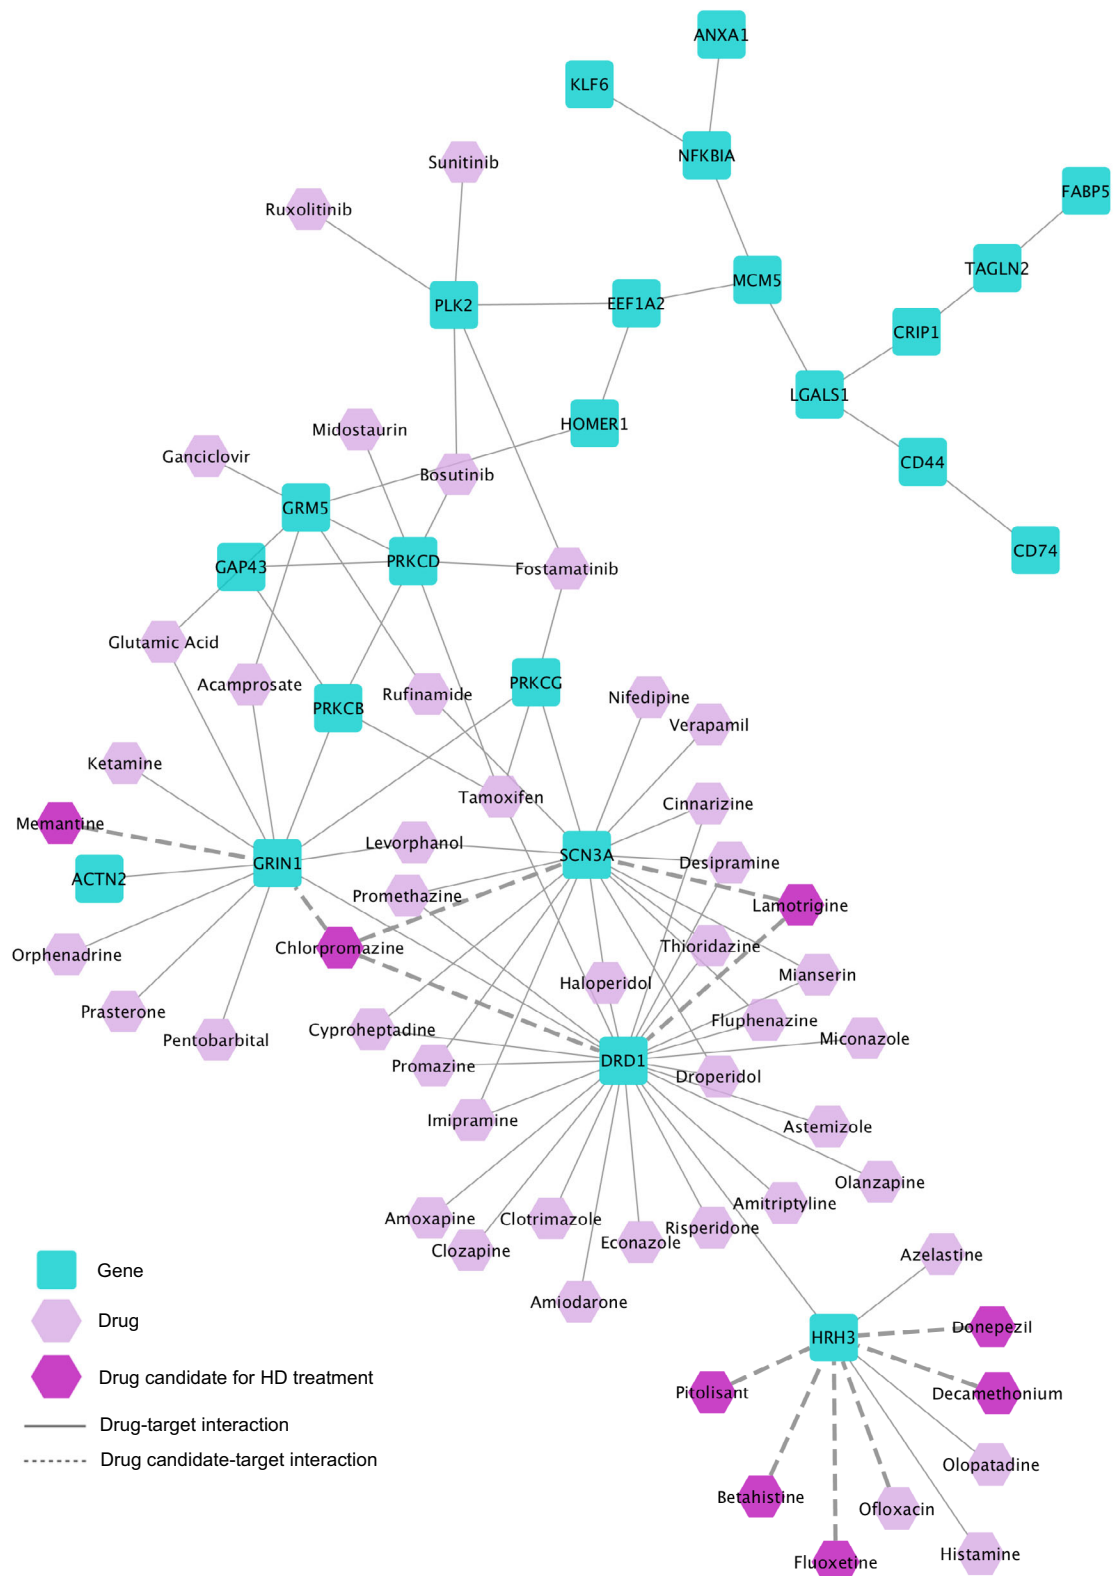 ANXA1
KLF6
NFKBIA
Sunitinib
FABP5
Ruxolitinib
TAGLN2
MCM5
EEF1A2
PLK2
CRIP1
LGALS1
HOMER1
Midostaurin
Ganciclovir
CD44
Bosutinib
GRM5
CD74
PRKCD
GAP43
Fostamatinib
Glutamic Acid
Acamprosate
PRKCG
Rufinamide
Nifedipine
PRKCB
Verapamil
Ketamine
Tamoxifen
Cinnarizine
Memantine
Levorphanol
SCN3A
Desipramine
GRIN1
ACTN2
Promethazine
Lamotrigine
Chlorpromazine
Thioridazine
Orphenadrine
Haloperidol
Mianserin
Prasterone
Fluphenazine
Cyproheptadine
Pentobarbital
Miconazole
DRD1
Promazine
Droperidol
Imipramine
Astemizole
Olanzapine
Amitriptyline
Amoxapine
Clotrimazole
Risperidone
Econazole
Clozapine
Azelastine
Gene
Amiodarone
Drug
Donepezil
HRH3
Drug candidate for HD treatment
Pitolisant
Decamethonium
Drug-target interaction
Drug candidate-target interaction
Olopatadine
Betahistine
Ofloxacin
Histamine
Fluoxetine